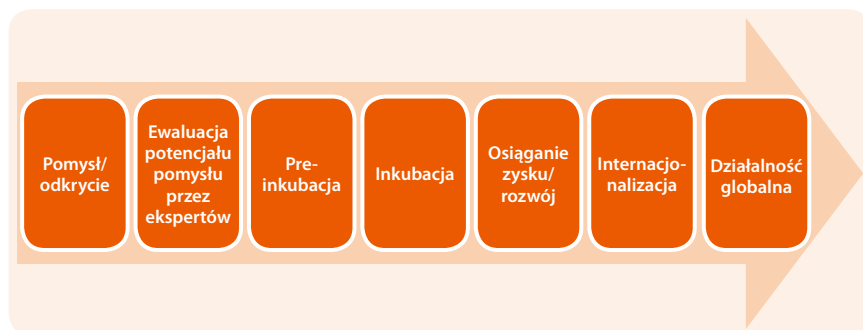 Pomysł/
odkrycie
Ewaluacja
potencjału
pomysłu
przez
ekspertów
Pre-
inkubacja
Inkubacja
Osiąganie
zysku/
rozwój
Internacjo-
nalizacja
Działalność
globalna